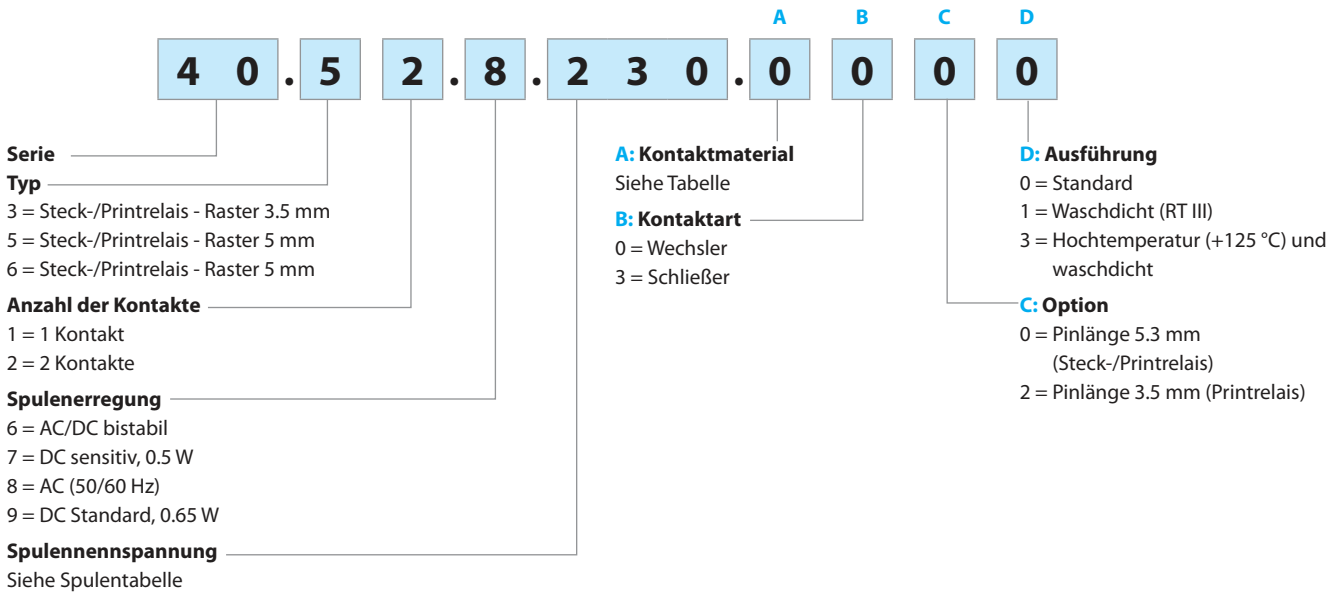 A B C D
4 0 . 5 2 . 8 . 2 3 0 . 0 0 0 0
Serie
Typ
3 = Steck-/Printrelais - Raster 3.5 mm
5 = Steck-/Printrelais - Raster 5 mm
6 = Steck-/Printrelais - Raster 5 mm
Anzahl der Kontakte
1 = 1 Kontakt
2 = 2 Kontakte
Spulenerregung
6 = AC/DC bistabil
7 = DC sensitiv, 0.5 W
8 = AC (50/60 Hz)
9 = DC Standard, 0.65 W
Spulennennspannung
Siehe Spulentabelle
A: Kontaktmaterial
Siehe Tabelle
B: Kontaktart
0 = Wechsler
3 = Schließer
D: Ausführung
0 = Standard
1 = Waschdicht (RT III)
3 = Hochtemperatur (+125 °C) und
waschdicht
C: Option
0 = Pinlänge 5.3 mm
(Steck-/Printrelais)
2 = Pinlänge 3.5 mm (Printrelais)